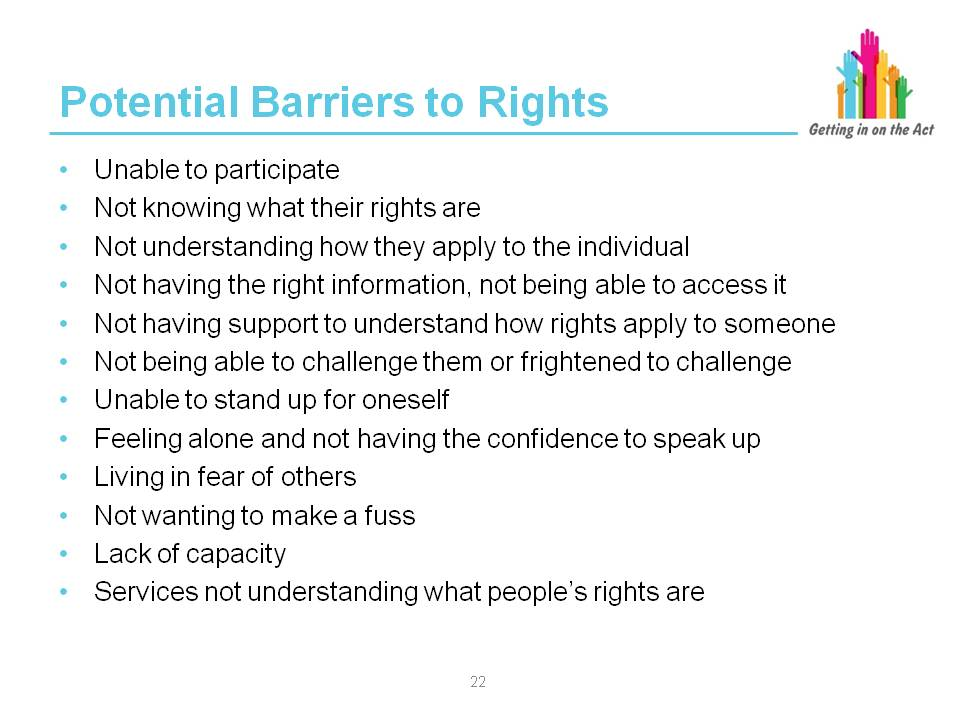 Potential Barriers to Rights
Getting in on the Act
• Unable to participate
• Not knowing what their rights are
• Not understanding how they apply to the individual
• Not having the right information, not being able to access it
• Not having support to understand how rights apply to someone
• Not being able to challenge them or frightened to challenge
• Unable to stand up for oneself
• Feeling alone and not having the confidence to speak up
• Living in fear of others
• Not wanting to make a fuss
• Lack of capacity
• Services not understanding what people’s rights are
22